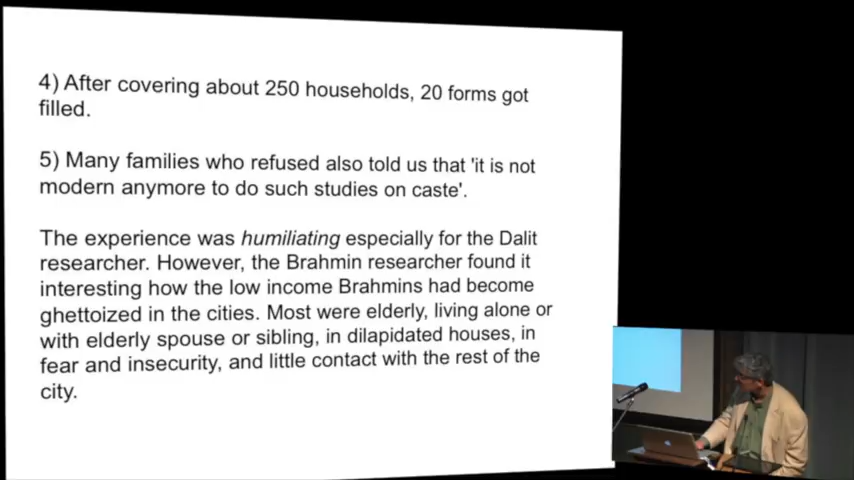 4) After covering about 250 households, 20 forms got
filled.
5) Many families who refused also told us that 'it is not
modern anymore to do such studies on caste'.
The experience was humiliating especially for the Dalit
researcher. However, the Brahmin researcher found it
interesting how the low income Brahmins had become
ghettoized in the cities. Most were elderly, living alone or
with elderly spouse or sibling, in dilapidated houses, in
fear and insecurity, and little contact with the rest of the
city.